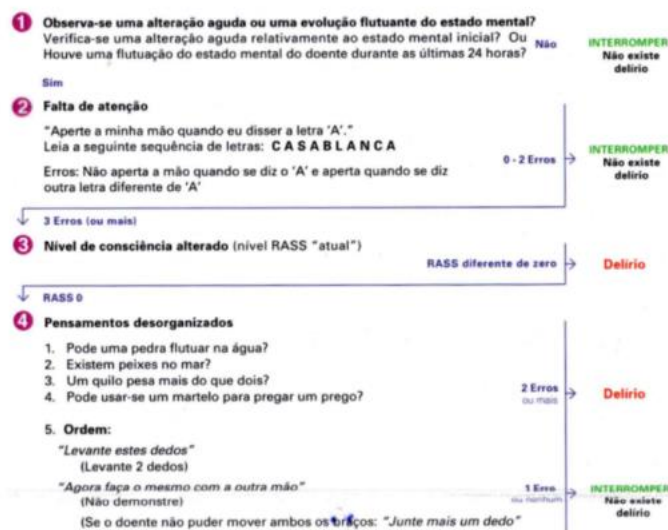 1 Observa-se uma alteração aguda ou uma evolução flutuante do estado mental?
Verifica-se uma alteração aguda relativamente ao estado mental inicial? Ou
Houve uma flutuação do estado mental do doente durante as últimas 24 horas?
Não
INTERROMPER
Não existe
delírio
Sim
2 Falta de atenção
"Aperte a minha mão quando eu disser a letra 'A'."
Leia a seguinte sequência de letras: C A S A B L A N C A
Erros: Não aperta a mão quando se diz o 'A' e aperta quando se diz
outra letra diferente de 'A'
0 - 2 Erros
INTERROMPER
Não existe
delírio
3 Erros (ou mais)
3 Nível de consciência alterado (nível RASS "atual")
RASS diferente de zero
Delírio
RASS 0
4 Pensamentos desorganizados
1. Pode uma pedra flutuar na água?
2. Existem peixes no mar?
3. Um quilo pesa mais do que dois?
4. Pode usar-se um martelo para pregar um prego?
2 Erros
ou mais
Delírio
5. Ordem:
"Levante estes dedos"
(Levante 2 dedos)
"Agora faça o mesmo com a outra mão"
(Não demonstre)
(Se o doente não puder mover ambos os braços: "Junte mais um dedo"
1 Erro
ou nenhum
INTERROMPER
Não existe
delírio